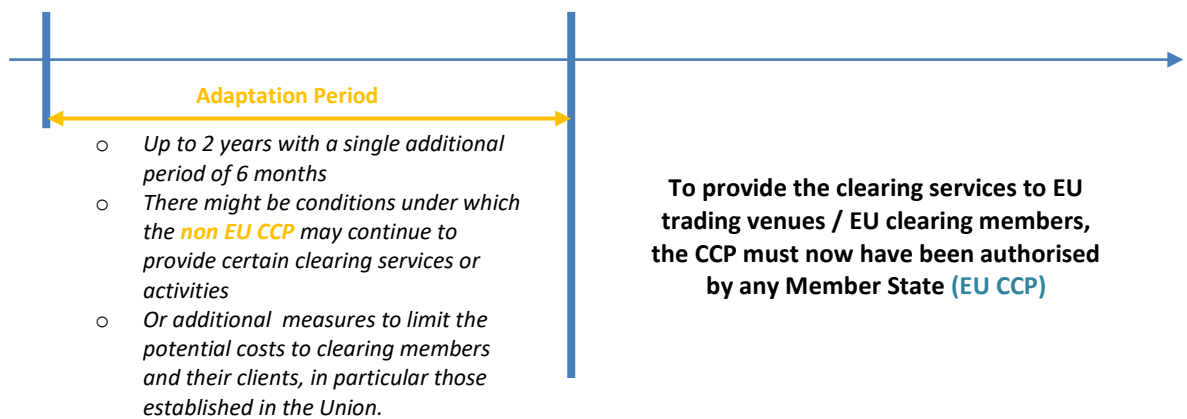 Adaptation Period
o Up to 2 years with a single additional
period of 6 months
o There might be conditions under which
the non EU CCP may continue to
provide certain clearing services or
activities
o Or additional  measures to limit the
potential costs to clearing members
and their clients, in particular those
established in the Union.
To provide the clearing services to EU
trading venues / EU clearing members,
the CCP must now have been authorised
by any Member State (EU CCP)